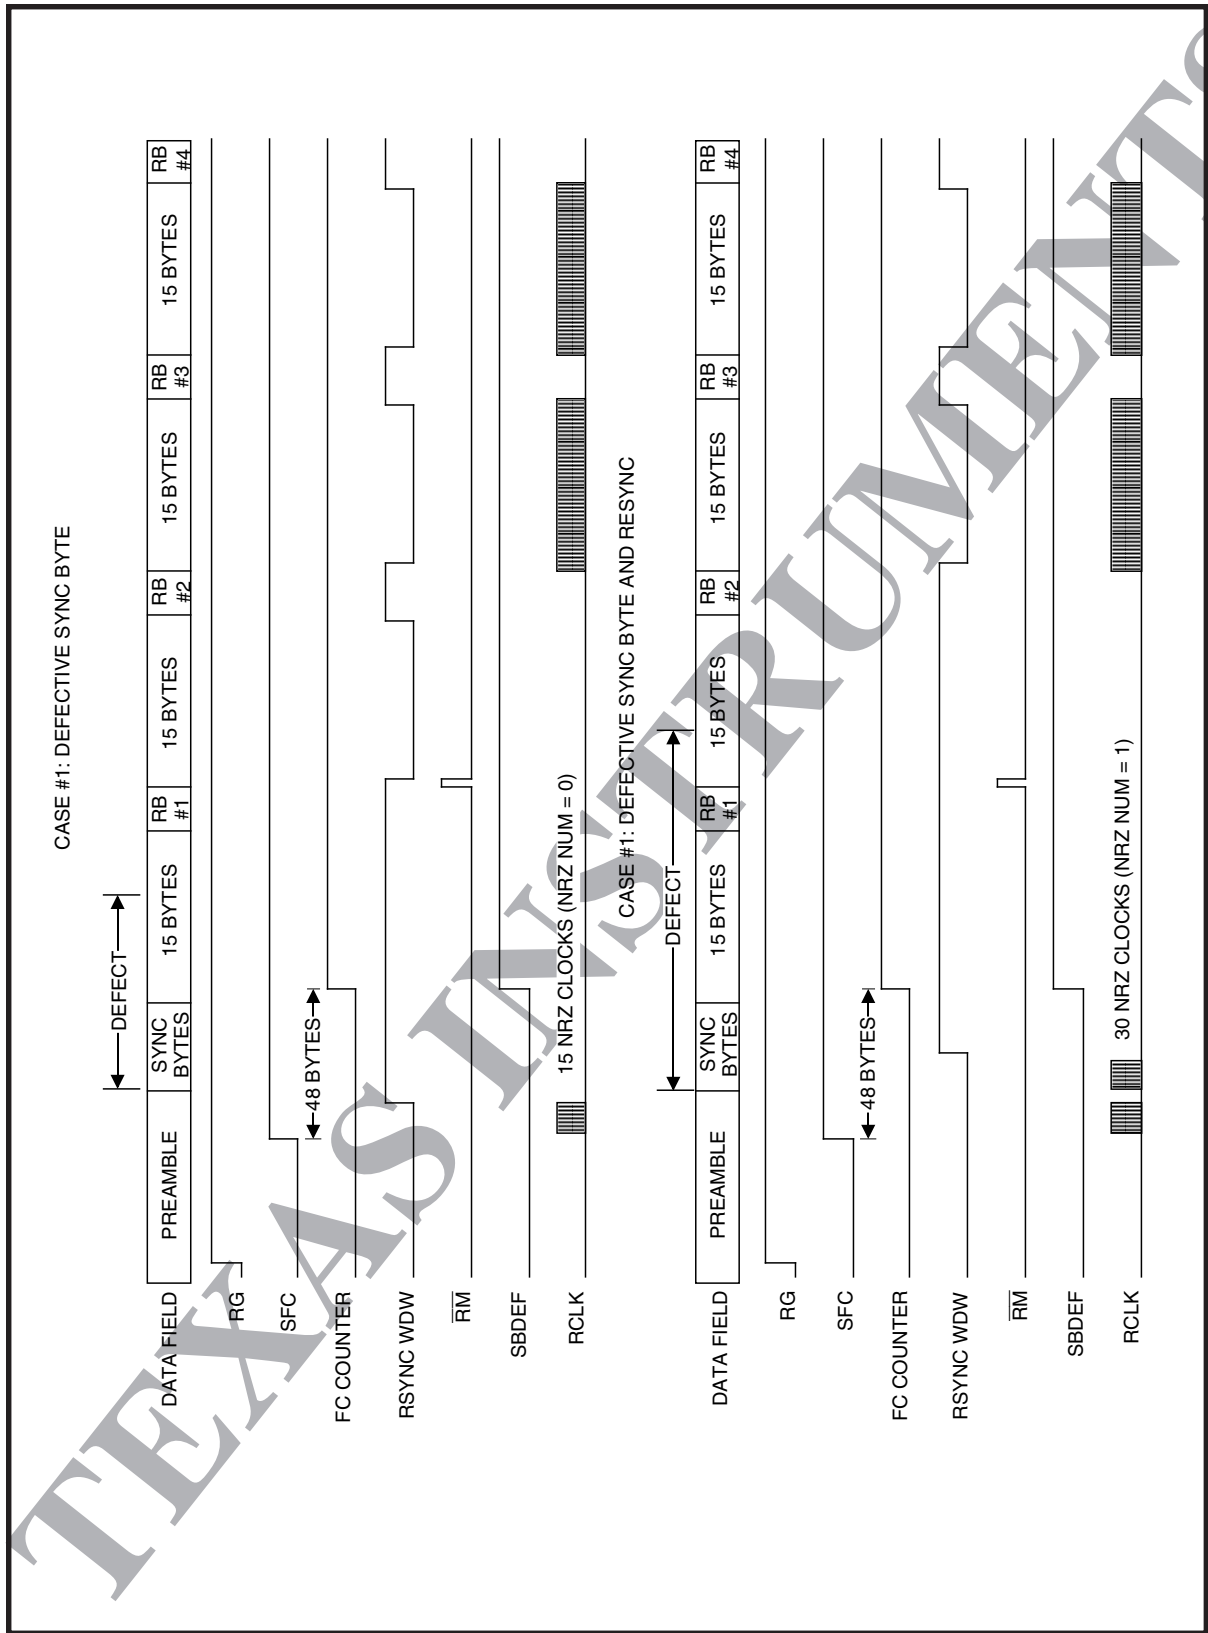 CASE #1: DEFECTIVE SYNC BYTE
DEFECT
DATA FIELD PREAMBLE SYNC BYTES 15 BYTES RB #1 15 BYTES RB #2 15 BYTES RB #3 15 BYTES RB #4
RG
SFC
48 BYTES
FC COUNTER
RSYNC WDW
RM
SBDEF
15 NRZ CLOCKS (NRZ NUM = 0)
RCLK
CASE #1: DEFECTIVE SYNC BYTE AND RESYNC
DEFECT
DATA FIELD PREAMBLE SYNC BYTES 15 BYTES RB #1 15 BYTES RB #2 15 BYTES RB #3 15 BYTES RB #4
RG
SFC
48 BYTES
FC COUNTER
RSYNC WDW
RM
SBDEF
30 NRZ CLOCKS (NRZ NUM = 1)
RCLK
TEXAS INSTRUMENTS